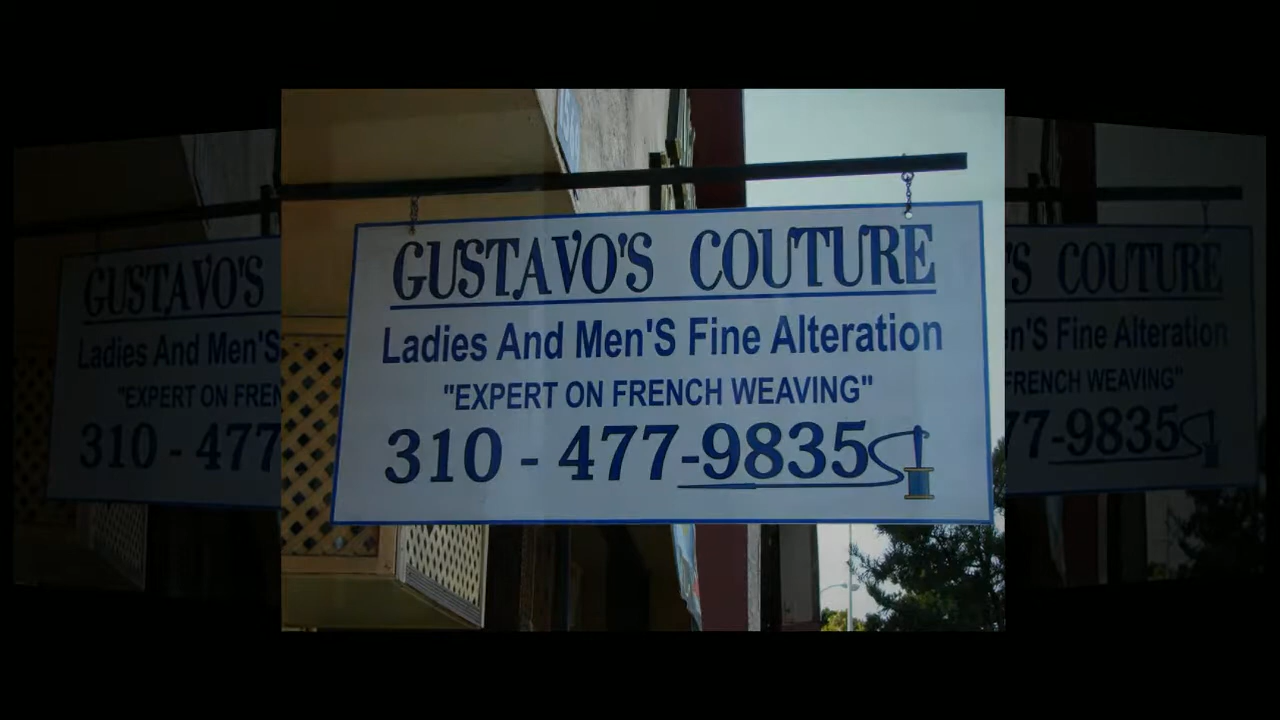 GUSTAVO'S COUTURE
Ladies And Men'S Fine Alteration
"EXPERT ON FRENCH WEAVING"
310 - 477-9835